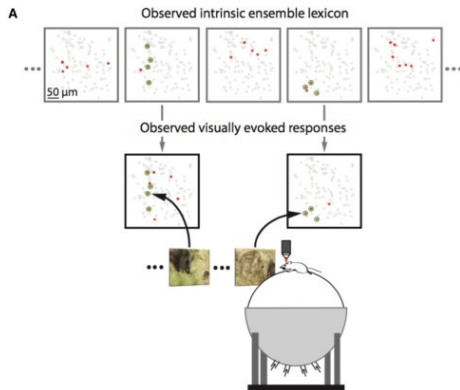 A
Observed intrinsic ensemble lexicon
50 µm
Observed visually evoked responses